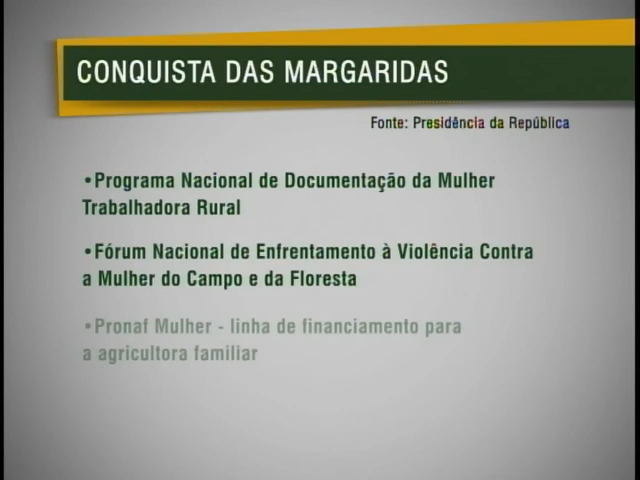 CONQUISTA DAS MARGARIDAS
Fonte: Presidência da República
•Programa Nacional de Documentação da Mulher
Trabalhadora Rural
•Fórum Nacional de Enfrentamento à Violência Contra
a Mulher do Campo e da Floresta
•Pronaf Mulher - linha de financiamento para
a agricultora familiar